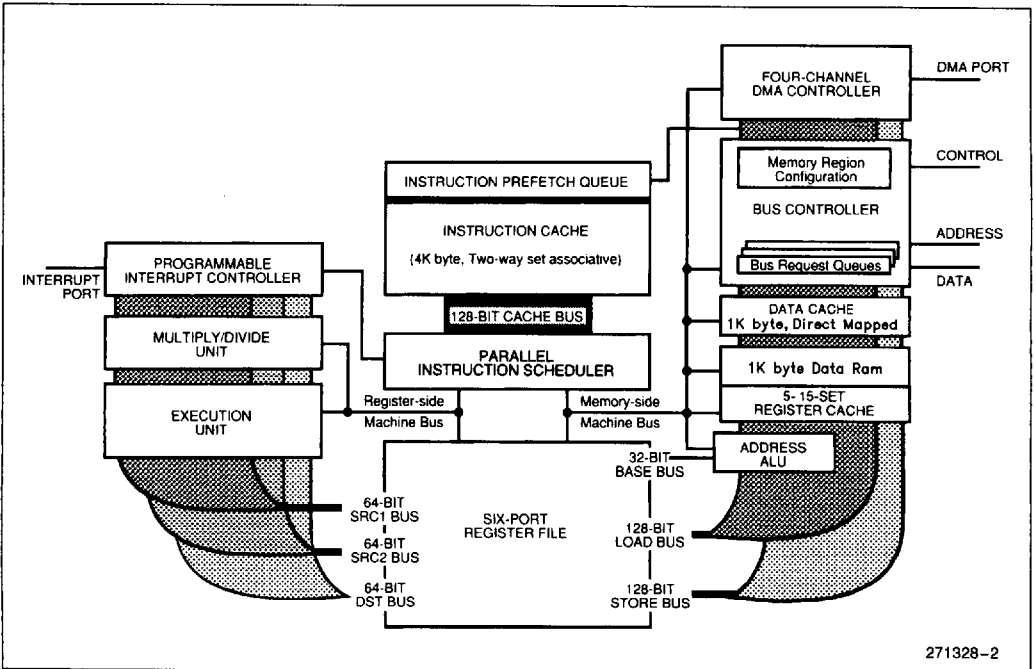 FOUR-CHANNEL
DMA CONTROLLER
DMA PORT
Memory Region
Configuration
CONTROL
BUS CONTROLLER
ADDRESS
Bus Request Queues
DATA
INSTRUCTION PREFETCH QUEUE
INSTRUCTION CACHE
(4K byte, Two-way set associative)
128-BIT CACHE BUS
PARALLEL
INSTRUCTION SCHEDULER
INTERRUPT
PORT
PROGRAMMABLE
INTERRUPT CONTROLLER
MULTIPLY/DIVIDE
UNIT
EXECUTION
UNIT
Register-side
Machine Bus
Memory-side
Machine Bus
DATA CACHE
1K byte, Direct Mapped
1K byte Data Ram
5- 15-SET
REGISTER CACHE
ADDRESS
ALU
32-BIT
BASE BUS
64-BIT
SRC1 BUS
64-BIT
SRC2 BUS
64-BIT
DST BUS
SIX-PORT
REGISTER FILE
128-BIT
LOAD BUS
128-BIT
STORE BUS
271328-2